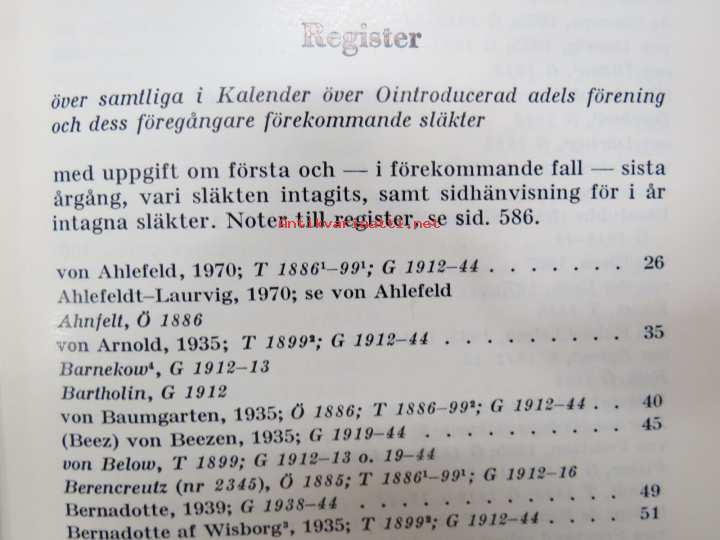 Register
över samtliga i Kalender över Ointroducerad adels förening
och dess föregångare förekommande släkter
med uppgift om första och — i förekommande fall — sista
årgång, vari släkten intagits, samt sidhänvisning för i år
intagna släkter. Noter till register, se sid. 586.
antikvariaatti.net
von Ahlefeld, 1970; T 1886¹–99¹; G 1912–44 . . . . . . . 26
Ahlefeldt–Laurvig, 1970; se von Ahlefeld
Ahnfelt, Ö 1886
von Arnold, 1935; T 1899²; G 1912–44 . . . . . . . . . 35
Barnekow⁴, G 1912–13
Bartholin, G 1912
von Baumgarten, 1935; Ö 1886; T 1886–99²; G 1912–44 . . 40
(Beez) von Beezen, 1935; G 1919–44 . . . . . . . . . . 45
von Below, T 1899; G 1912–13 o. 19–44
Berencreutz (nr 2345), Ö 1885; T 1886¹–99¹; G 1912–16
Bernadotte, 1939; G 1938–44 . . . . . . . . . . . . . 49
Bernadotte af Wisborg³, 1935; T 1899²; G 1912–44 . . . . 51